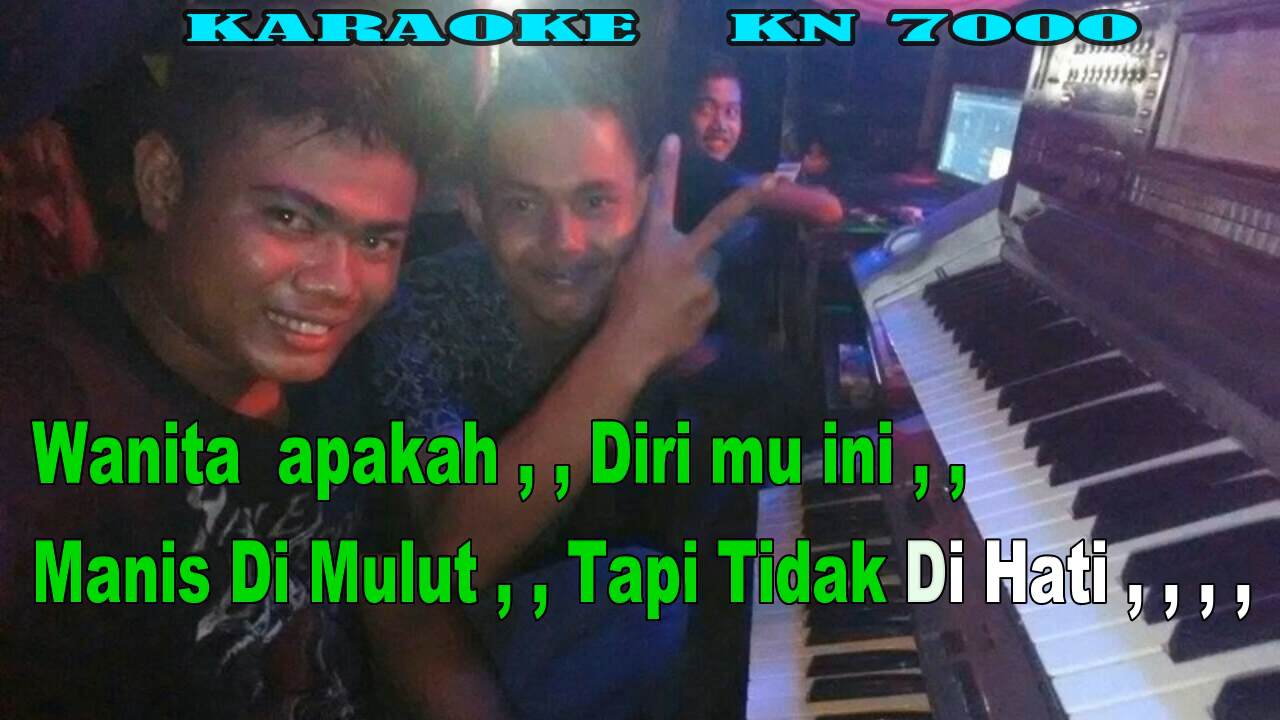 KARAOKE KN 7000
Wanita apakah , , Diri mu ini , ,
Manis Di Mulut , , Tapi Tidak Di Hati , , , ,